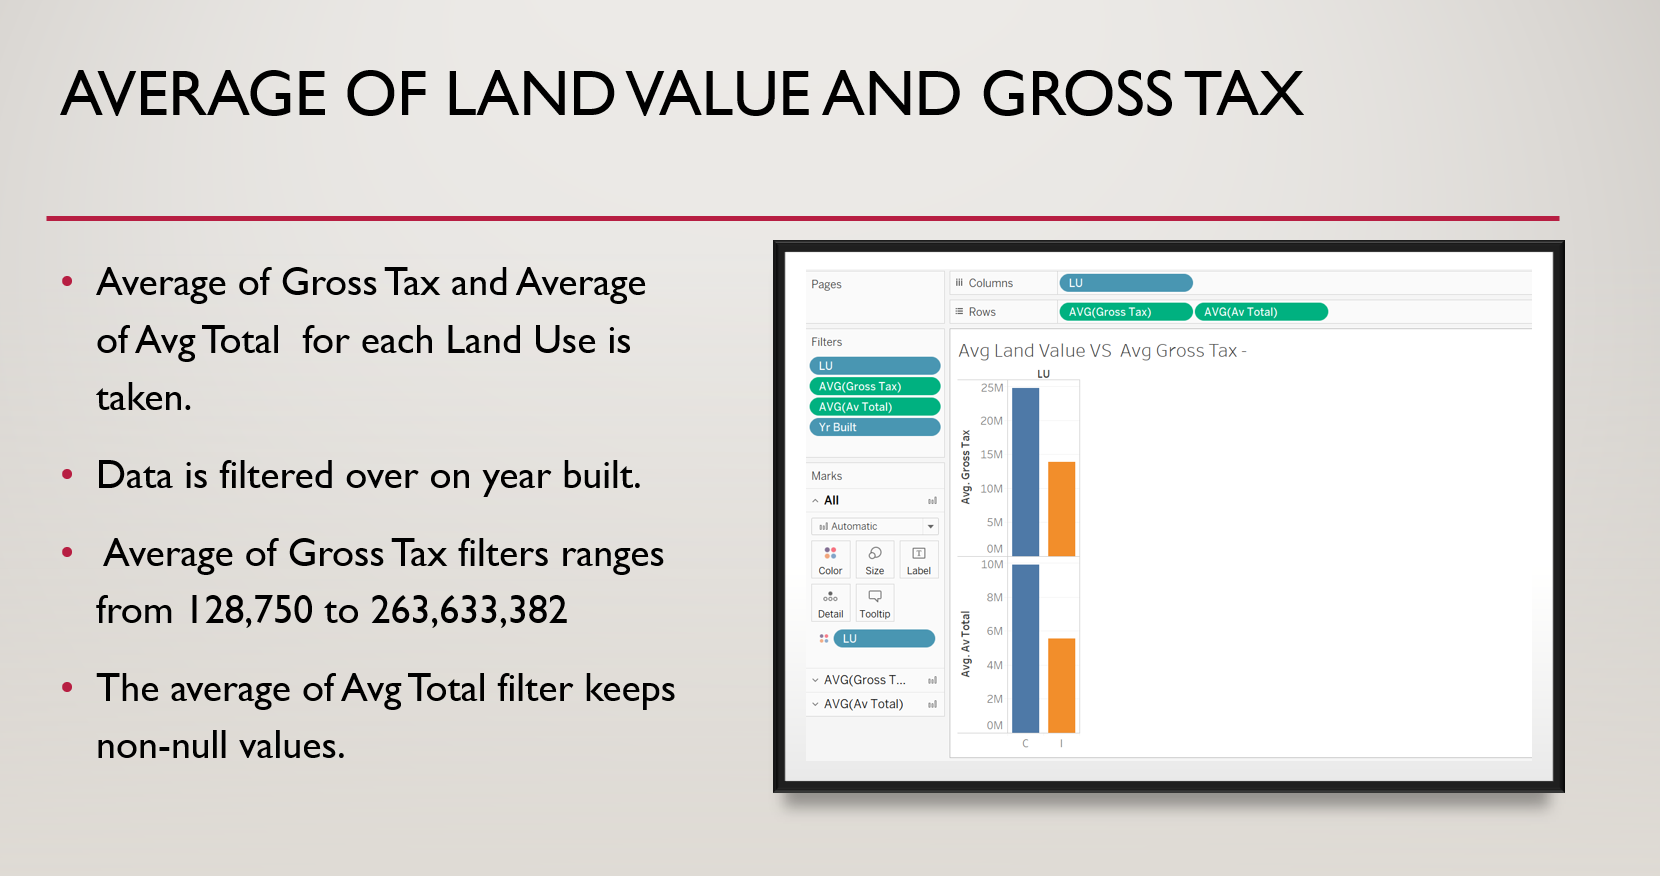 AVERAGE OF LAND VALUE AND GROSS TAX
• Average of Gross Tax and Average
of Avg Total for each Land Use is
taken.
• Data is filtered over on year built.
• Average of Gross Tax filters ranges
from 128,750 to 263,633,382
• The average of Avg Total filter keeps
non-null values.
Pages
Columns
LU
Rows
AVG(Gross Tax)
AVG(Av Total)
Filters
LU
AVG(Gross Tax)
AVG(Av Total)
Yr Built
Marks
All
Automatic
Color
Size
Label
Detail
Tooltip
LU
AVG(Gross T...
AVG(Av Total)
Avg Land Value VS Avg Gross Tax -
LU
Avg. Gross Tax
25M
20M
15M
10M
5M
0M
Avg. Av Total
10M
8M
6M
4M
2M
0M
C
I